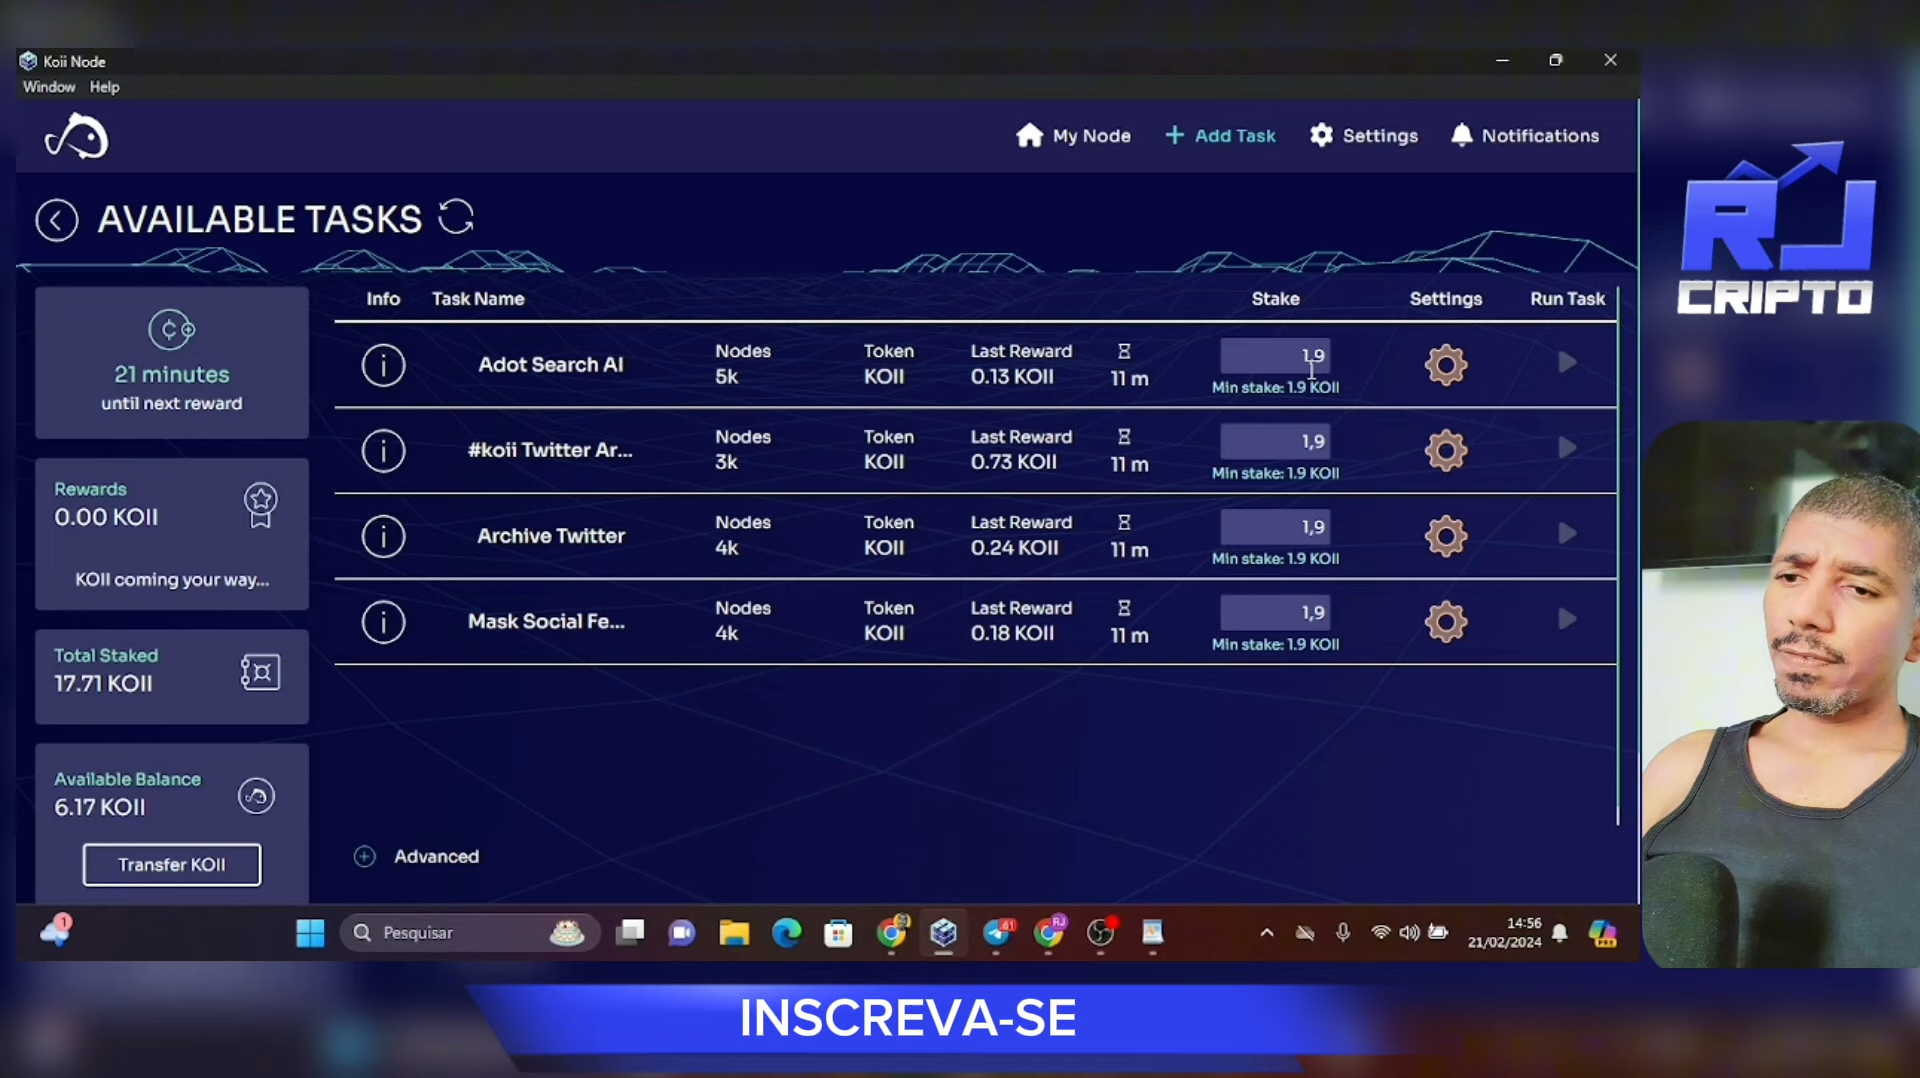 Koii Node
Window Help
My Node
Add Task
Settings
Notifications
AVAILABLE TASKS
21 minutes
until next reward
Rewards
0.00 KOII
KOII coming your way...
Total Staked
17.71 KOII
Available Balance
6.17 KOII
Transfer KOII
Info Task Name Stake Settings Run Task
Adot Search AI
Nodes
5k
Token
KOII
Last Reward
0.13 KOII
11 m
1,9
Min stake: 1.9 KOII
#koii Twitter Ar...
Nodes
3k
Token
KOII
Last Reward
0.73 KOII
11 m
1,9
Min stake: 1.9 KOII
Archive Twitter
Nodes
4k
Token
KOII
Last Reward
0.24 KOII
11 m
1,9
Min stake: 1.9 KOII
Mask Social Fe...
Nodes
4k
Token
KOII
Last Reward
0.18 KOII
11 m
1,9
Min stake: 1.9 KOII
Advanced
RJ
CRIPTO
1
Pesquisar
61
RJ
14:56
21/02/2024
INSCREVA-SE